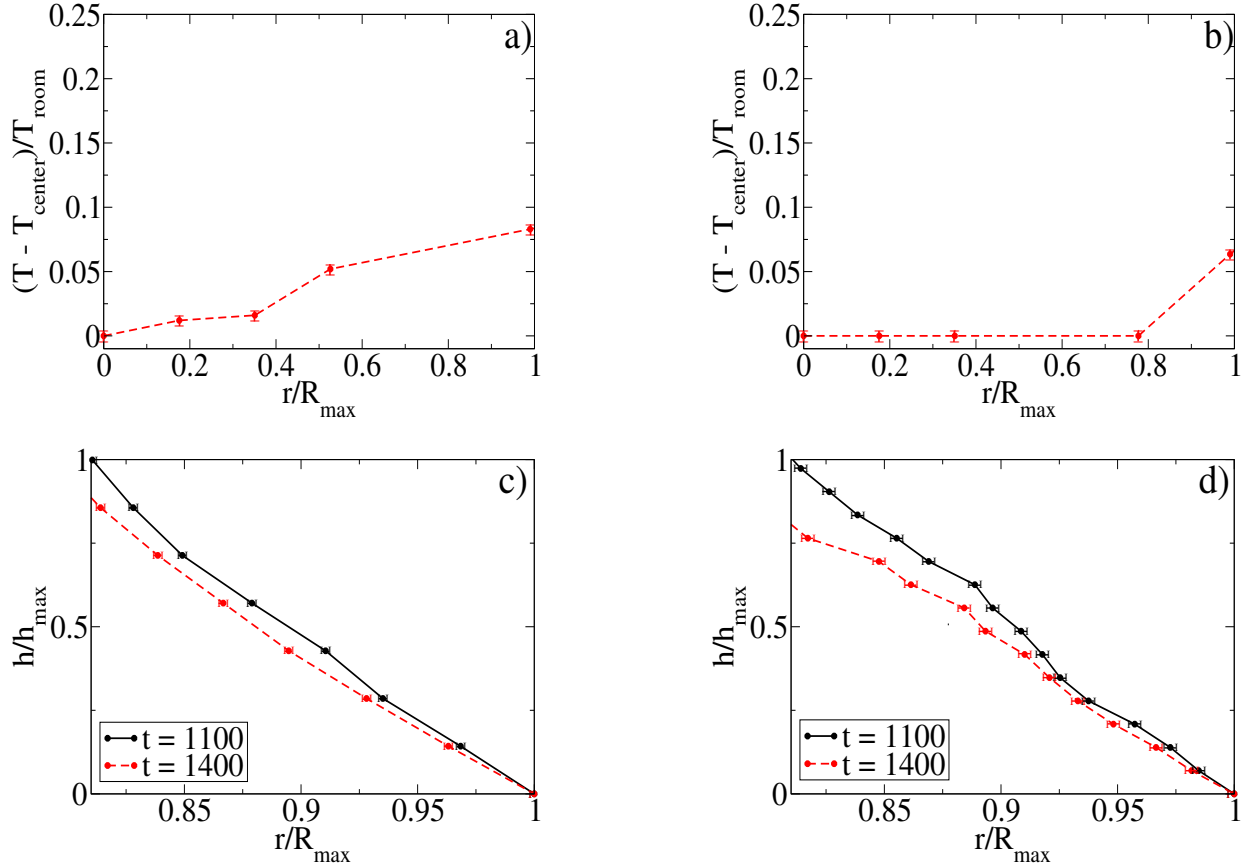 a)
0.25
0.2
0.15
0.1
0.05
0
(T - T_center)/T_room
0 0.2 0.4 0.6 0.8 1
r/R_max
b)
0.25
0.2
0.15
0.1
0.05
0
(T - T_center)/T_room
0 0.2 0.4 0.6 0.8 1
r/R_max
c)
1
0.5
0
h/h_max
t = 1100
t = 1400
0.85 0.9 0.95 1
r/R_max
d)
1
0.5
0
h/h_max
t = 1100
t = 1400
0.85 0.9 0.95 1
r/R_max